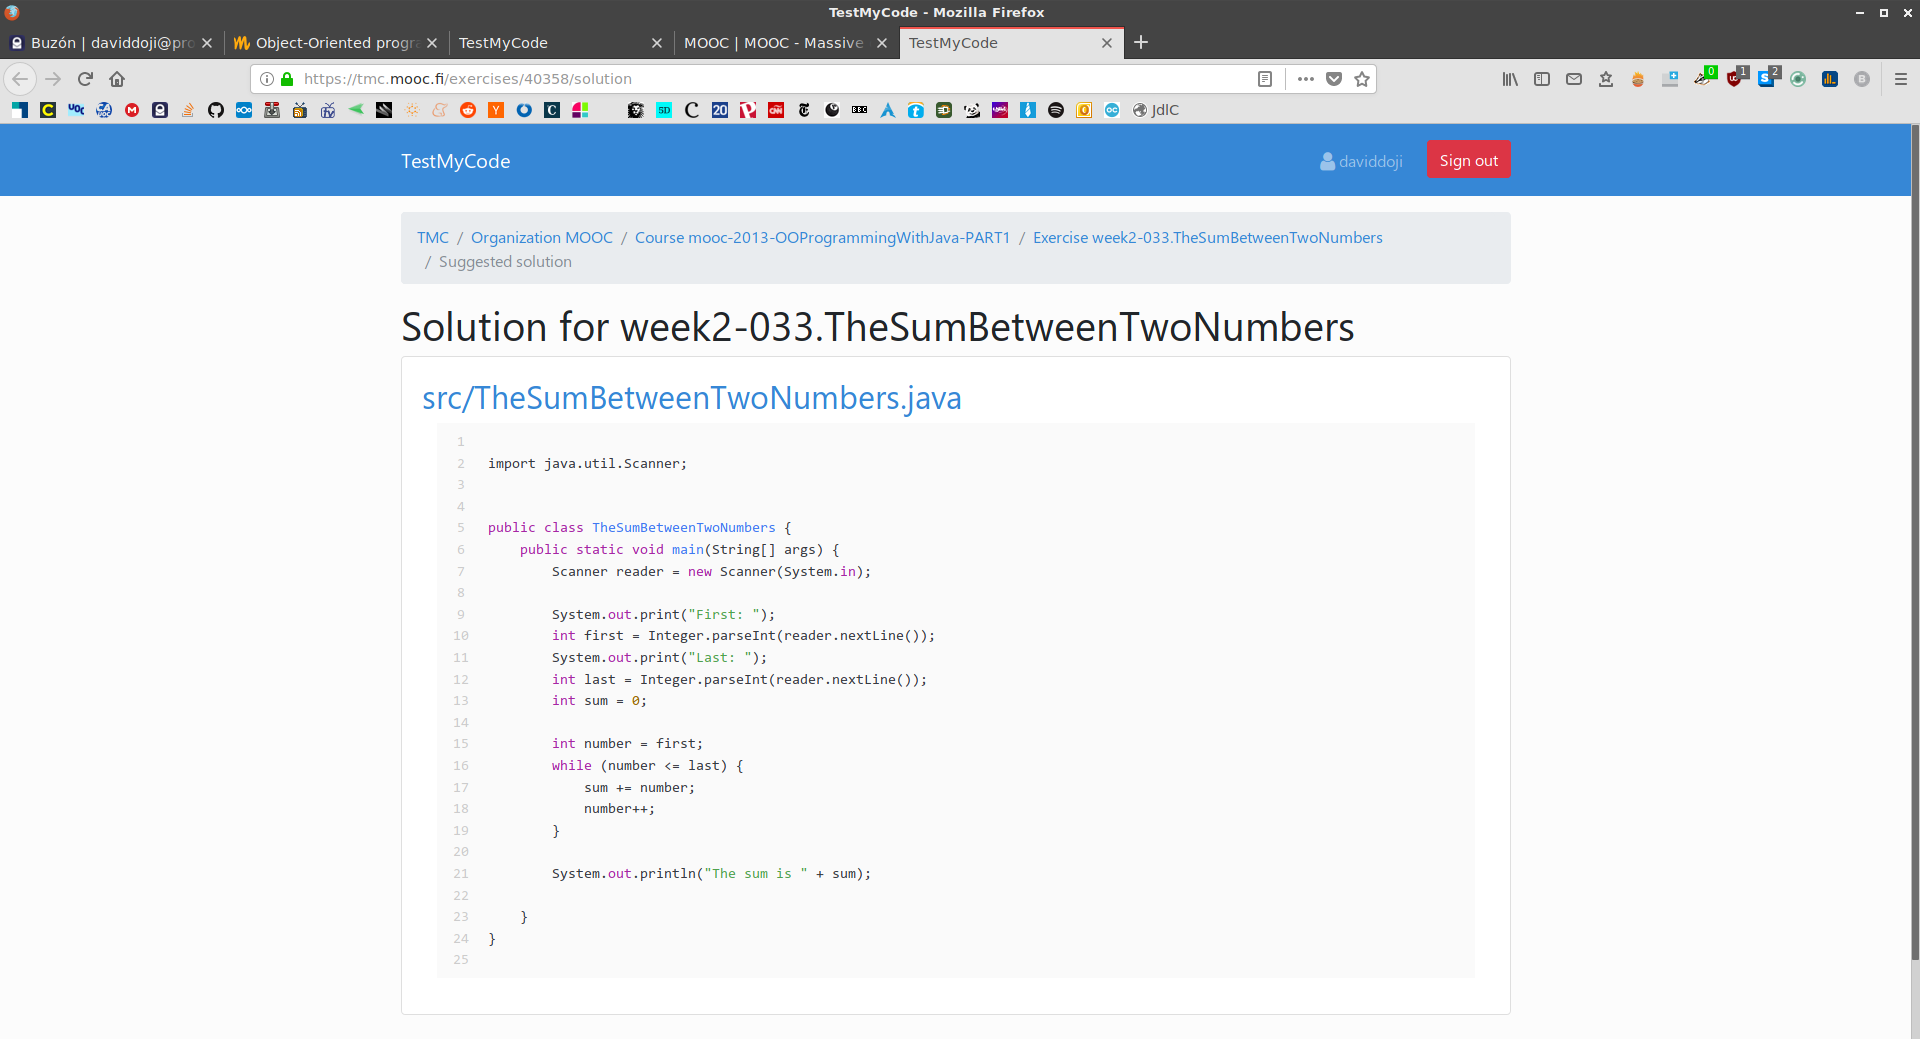 TestMyCode - Mozilla Firefox
Buzón | daviddoji@pro
Object-Oriented progra
TestMyCode
MOOC | MOOC - Massive
TestMyCode
https://tmc.mooc.fi/exercises/40358/solution
0
1
2
JdlC
TestMyCode
daviddoji
Sign out
TMC / Organization MOOC / Course mooc-2013-OOProgrammingWithJava-PART1 / Exercise week2-033.TheSumBetweenTwoNumbers
/ Suggested solution
Solution for week2-033.TheSumBetweenTwoNumbers
src/TheSumBetweenTwoNumbers.java
1
2 import java.util.Scanner;
3
4
5 public class TheSumBetweenTwoNumbers {
6 public static void main(String[] args) {
7 Scanner reader = new Scanner(System.in);
8
9 System.out.print("First: ");
10 int first = Integer.parseInt(reader.nextLine());
11 System.out.print("Last: ");
12 int last = Integer.parseInt(reader.nextLine());
13 int sum = 0;
14
15 int number = first;
16 while (number <= last) {
17 sum += number;
18 number++;
19 }
20
21 System.out.println("The sum is " + sum);
22
23 }
24 }
25